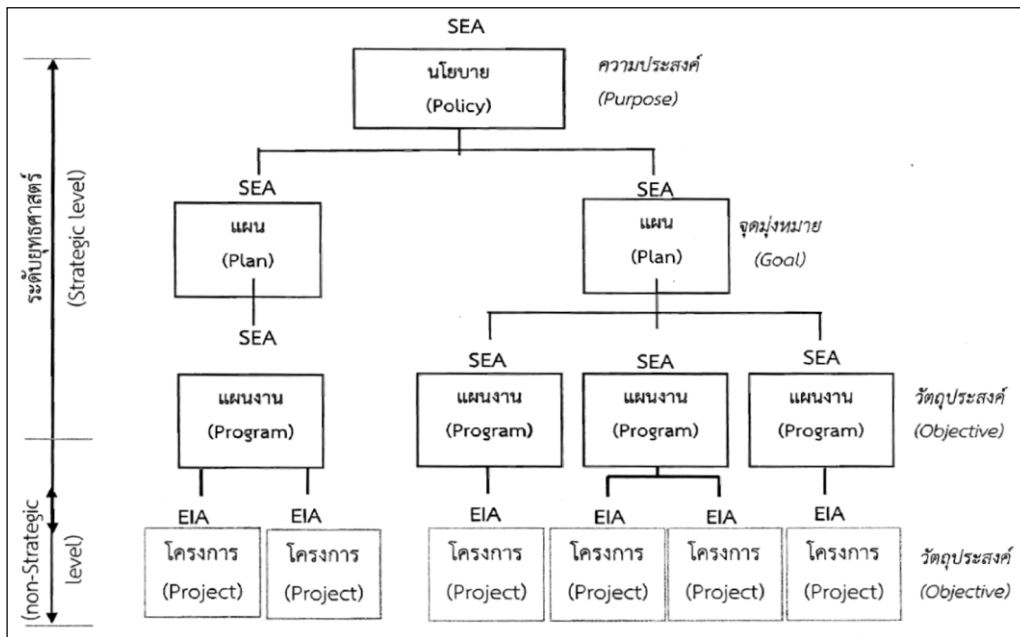 SEA
นโยบาย
(Policy)
ความประสงค์
(Purpose)
ระดับยุทธศาสตร์
(Strategic level)
SEA
แผน
(Plan)
SEA
แผน
(Plan)
จุดมุ่งหมาย
(Goal)
SEA
แผนงาน
(Program)
SEA
แผนงาน
(Program)
SEA
แผนงาน
(Program)
SEA
แผนงาน
(Program)
วัตถุประสงค์
(Objective)
(non-Strategic
level)
EIA
โครงการ
(Project)
EIA
โครงการ
(Project)
EIA
โครงการ
(Project)
EIA
โครงการ
(Project)
EIA
โครงการ
(Project)
EIA
โครงการ
(Project)
วัตถุประสงค์
(Objective)